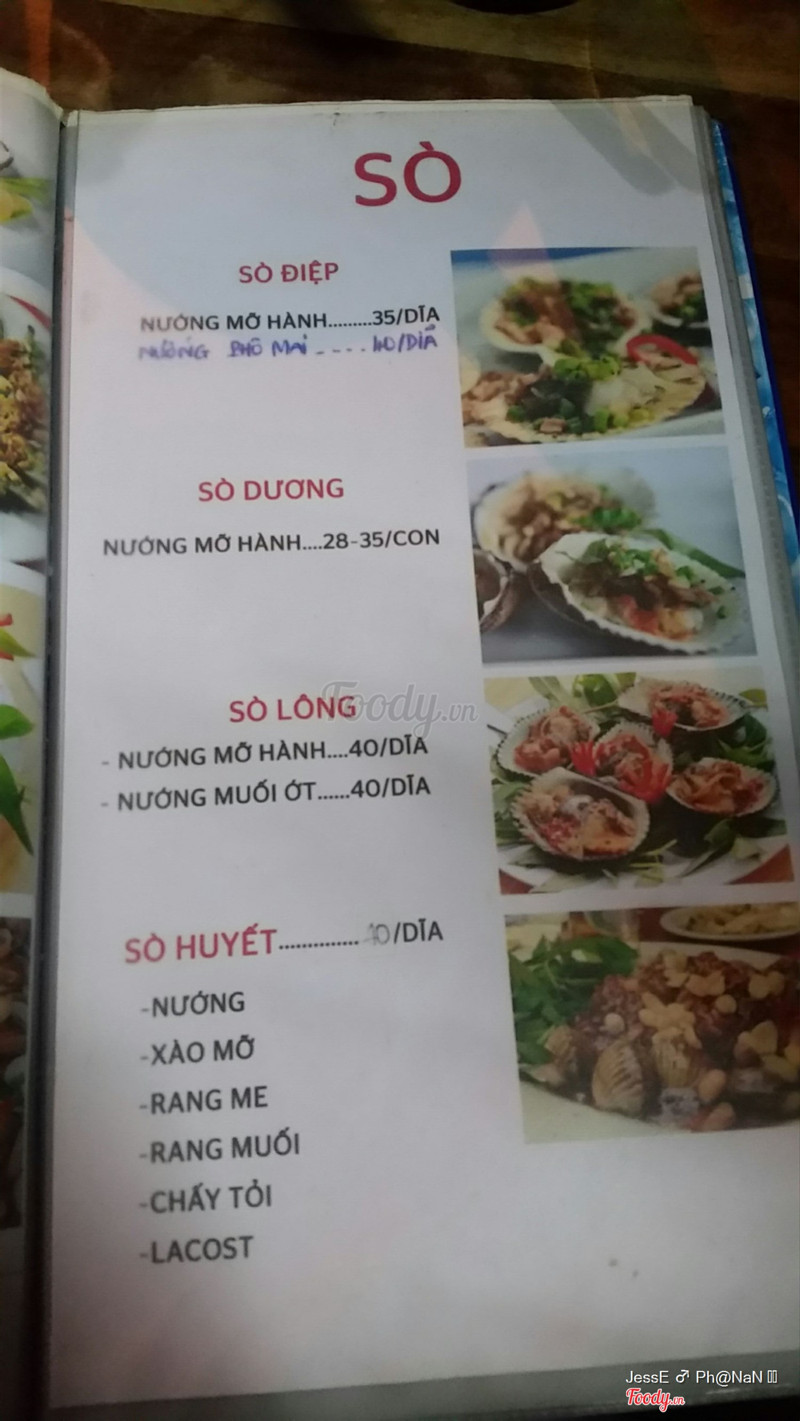 SÒ
SÒ ĐIỆP
NƯỚNG MỠ HÀNH.........35/DĨA
NƯỚNG PHÔ MAI - - - - 40/DĨA
SÒ DƯƠNG
NƯỚNG MỠ HÀNH....28-35/CON
SÒ LÔNG
- NƯỚNG MỠ HÀNH....40/DĨA
- NƯỚNG MUỐI ỚT......40/DĨA
Foody.vn
SÒ HUYẾT.............../DĨA
-NƯỚNG
-XÀO MỠ
-RANG ME
-RANG MUỐI
-CHẤY TỎI
-LACOST
JessE ♂ Ph@NaN
Foody.vn